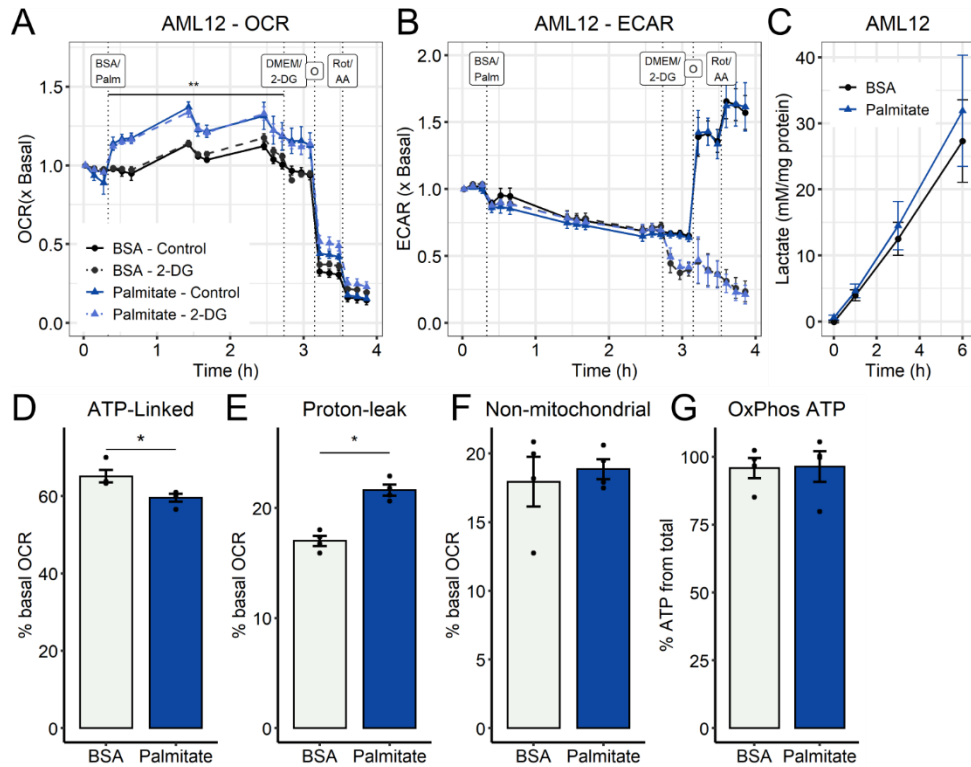 A
AML12 - OCR
OCR(x Basal)
1.5
1.0
0.5
0.0
BSA/
Palm
**
DMEM/
2-DG
O
Rot/
AA
BSA - Control
BSA - 2-DG
Palmitate - Control
Palmitate - 2-DG
0 1 2 3 4
Time (h)
B
AML12 - ECAR
ECAR (x Basal)
2.0
1.5
1.0
0.5
0.0
BSA/
Palm
DMEM/
2-DG
O
Rot/
AA
0 1 2 3 4
Time (h)
C
AML12
Lactate (mM/mg protein)
40
30
20
10
0
BSA
Palmitate
0 2 4 6
Time (h)
D
ATP-Linked
% basal OCR
60
40
20
0
*
BSA Palmitate
E
Proton-leak
% basal OCR
20
10
0
*
BSA Palmitate
F
Non-mitochondrial
% basal OCR
20
15
10
5
0
BSA Palmitate
G
OxPhos ATP
% ATP from total
100
75
50
25
0
BSA Palmitate